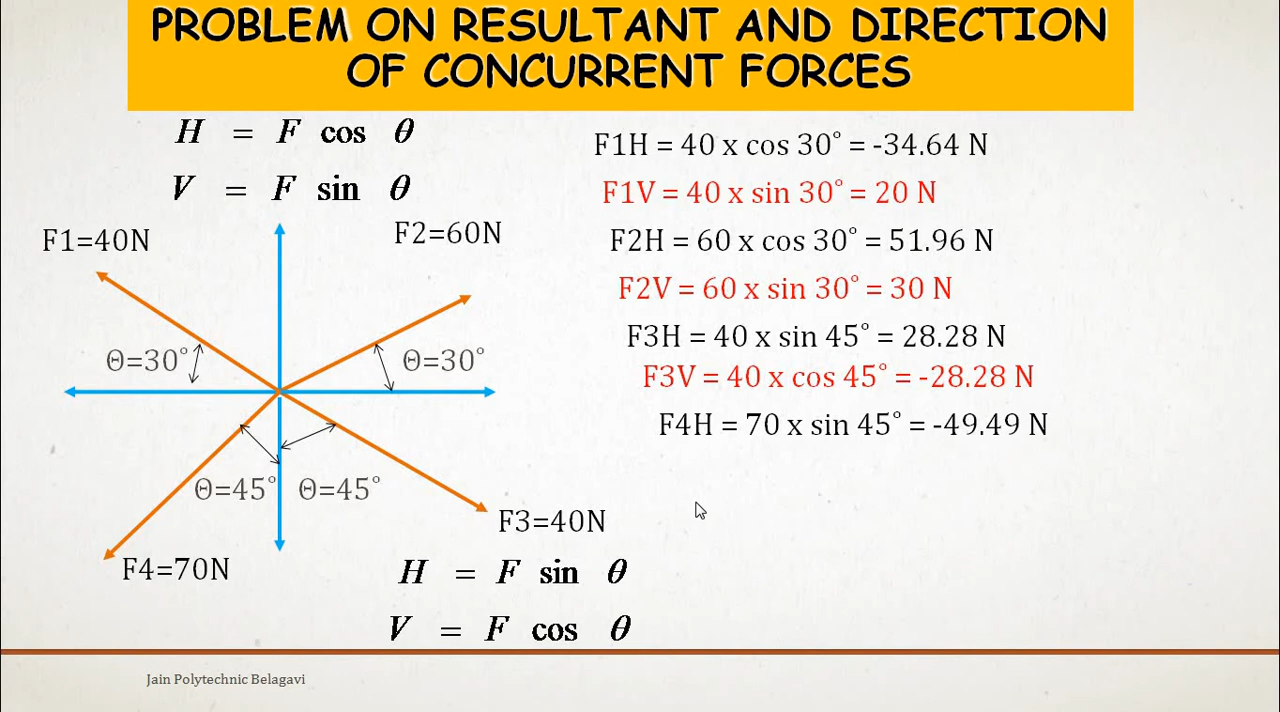 PROBLEM ON RESULTANT AND DIRECTION
OF CONCURRENT FORCES
H = F cos θ
V = F sin θ
F1=40N
F2=60N
Θ=30°
Θ=30°
Θ=45°
Θ=45°
F3=40N
F4=70N
H = F sin θ
V = F cos θ
F1H = 40 x cos 30° = -34.64 N
F1V = 40 x sin 30° = 20 N
F2H = 60 x cos 30° = 51.96 N
F2V = 60 x sin 30° = 30 N
F3H = 40 x sin 45° = 28.28 N
F3V = 40 x cos 45° = -28.28 N
F4H = 70 x sin 45° = -49.49 N
Jain Polytechnic Belagavi